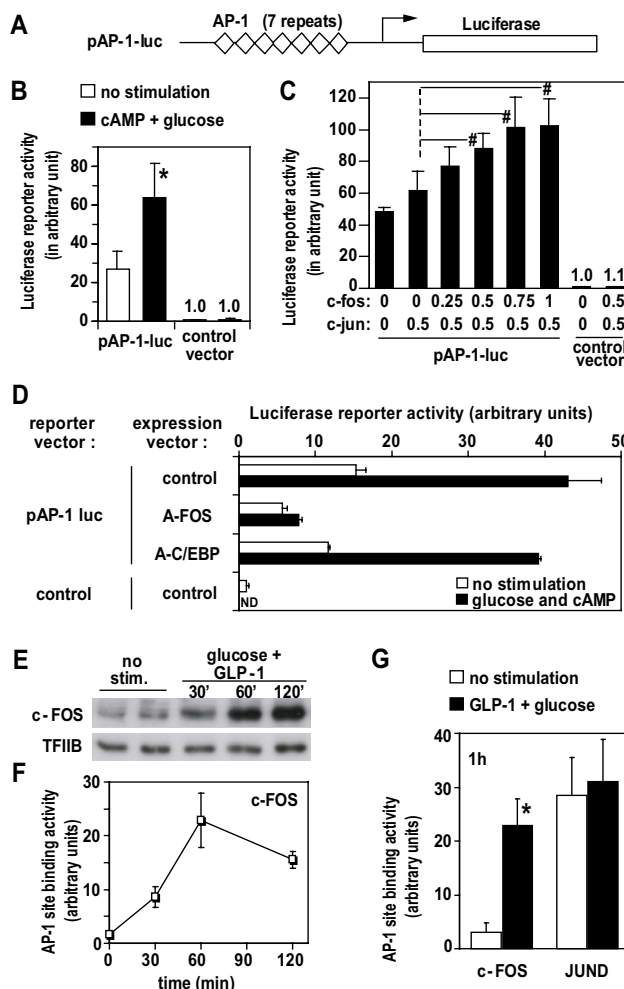 A
AP-1 (7 repeats)
Luciferase
pAP-1-luc
B
no stimulation
cAMP + glucose
Luciferase reporter activity
(in arbitrary unit)
100
80
60
40
20
0
*
1.0 1.0
pAP-1-luc
control
vector
C
Luciferase reporter activity
(in arbitrary unit)
120
100
80
60
40
20
0
# # #
1.0 1.1
c-fos: 0 0 0.25 0.5 0.75 1 0 0.5
c-jun: 0 0.5 0.5 0.5 0.5 0.5 0 0.5
pAP-1-luc
control
vector
D
Luciferase reporter activity (arbitrary units)
reporter
vector :
expression
vector :
0 10 20 30 40 50
control
pAP-1 luc
A-FOS
A-C/EBP
control
control
ND
no stimulation
glucose and cAMP
E
no
stim.
glucose +
GLP-1
30' 60' 120'
c-FOS
TFIIB
F
AP-1 site binding activity
(arbitrary units)
30
20
10
0
c-FOS
0 30 60 90 120
time (min)
G
no stimulation
GLP-1 + glucose
AP-1 site binding activity
(arbitrary units)
40
30
20
10
0
1h
*
c-FOS JUND